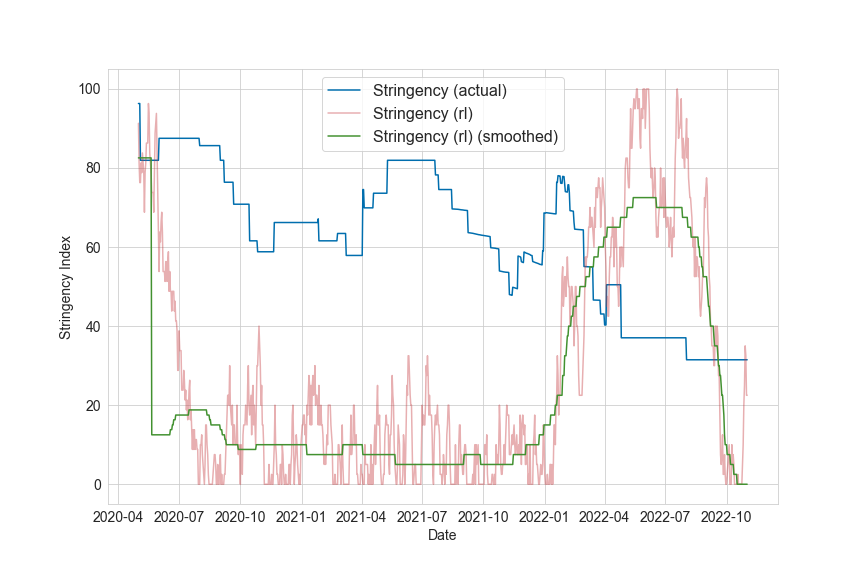 Stringency (actual)
Stringency (rl)
Stringency (rl) (smoothed)
100
80
60
40
20
0
Stringency Index
2020-04 2020-07 2020-10 2021-01 2021-04 2021-07 2021-10 2022-01 2022-04 2022-07 2022-10
Date